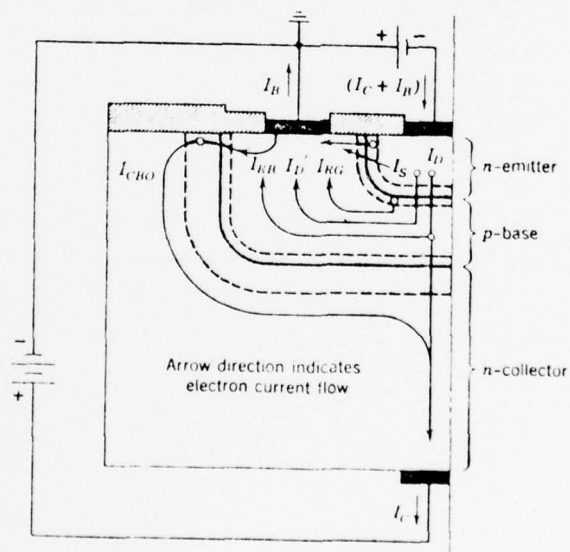 + −
I_B (I_C + I_B)
I_CBO I_RB I_D′ I_RG I_S I_D
n-emitter
p-base
n-collector
Arrow direction indicates
electron current flow
−
+
I_C